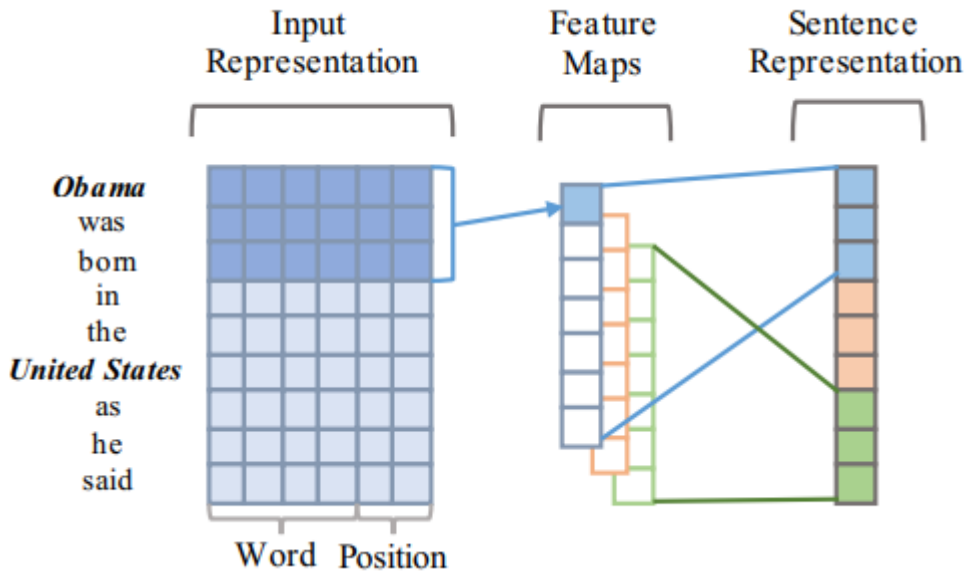 Input
Representation
Feature
Maps
Sentence
Representation
Obama
was
born
in
the
United States
as
he
said
Word
Position